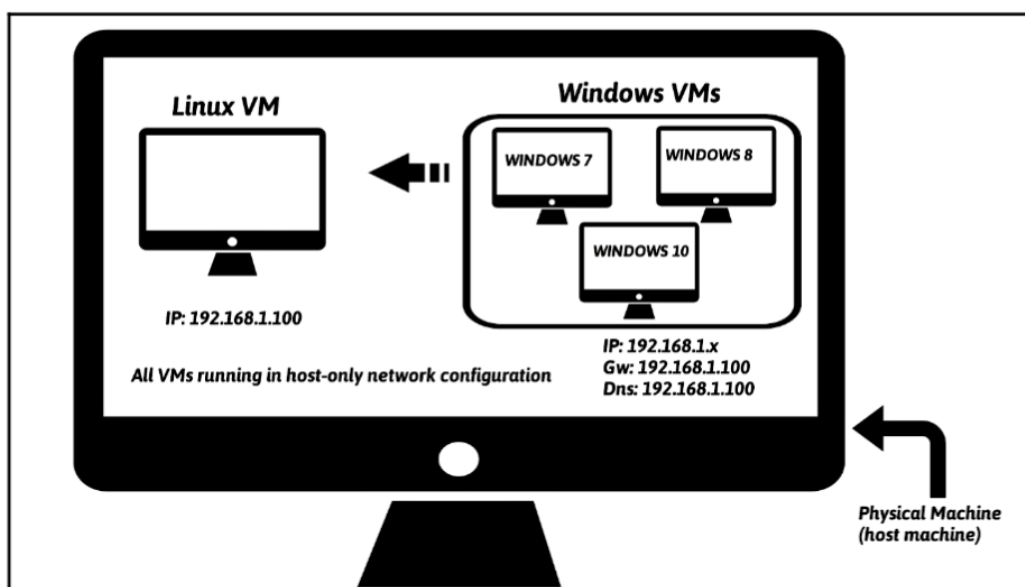 Linux VM
Windows VMs
WINDOWS 7
WINDOWS 8
WINDOWS 10
IP: 192.168.1.100
IP: 192.168.1.x
Gw: 192.168.1.100
Dns: 192.168.1.100
All VMs running in host-only network configuration
Physical Machine
(host machine)